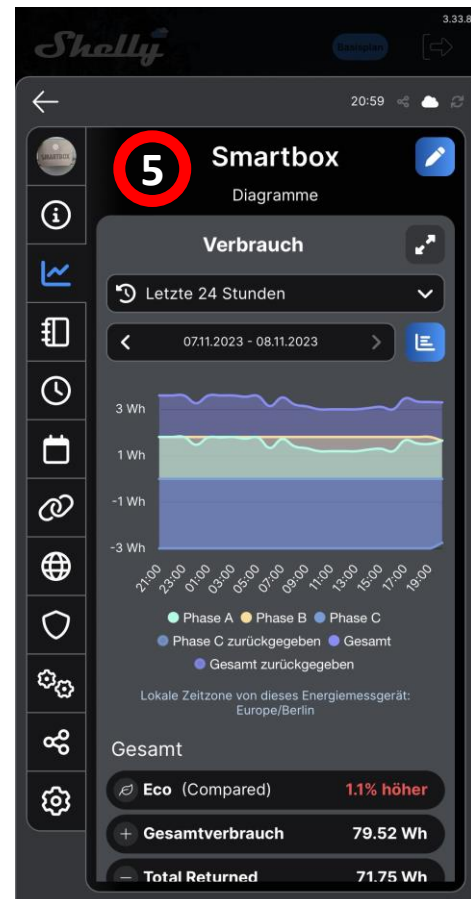 3.33.8
Shelly
Basisplan
20:59
SMARTBOX
5
Smartbox
Diagramme
Verbrauch
Letzte 24 Stunden
07.11.2023 - 08.11.2023
3 Wh
1 Wh
-1 Wh
-3 Wh
21:00 23:00 01:00 03:00 05:00 07:00 09:00 11:00 13:00 15:00 17:00 19:00
Phase A Phase B Phase C
Phase C zurückgegeben Gesamt
Gesamt zurückgegeben
Lokale Zeitzone von dieses Energiemessgerät:
Europe/Berlin
Gesamt
Eco (Compared) 1.1% höher
Gesamtverbrauch 79.52 Wh
Total Returned 71.75 Wh